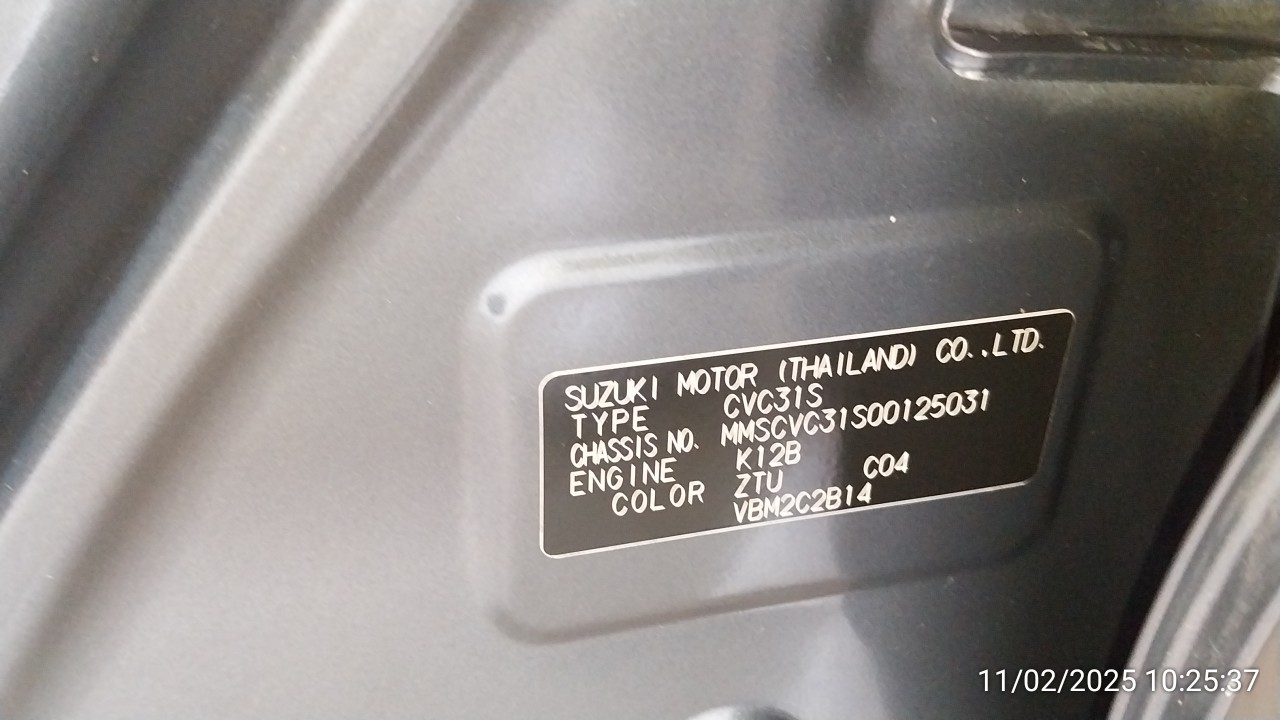 SUZUKI MOTOR (THAILAND) CO.,LTD.
TYPE CVC31S
CHASSIS NO. MMSCVC31S00125031
ENGINE K12B
COLOR ZTU C04
VBM2C2B14
11/02/2025 10:25:37